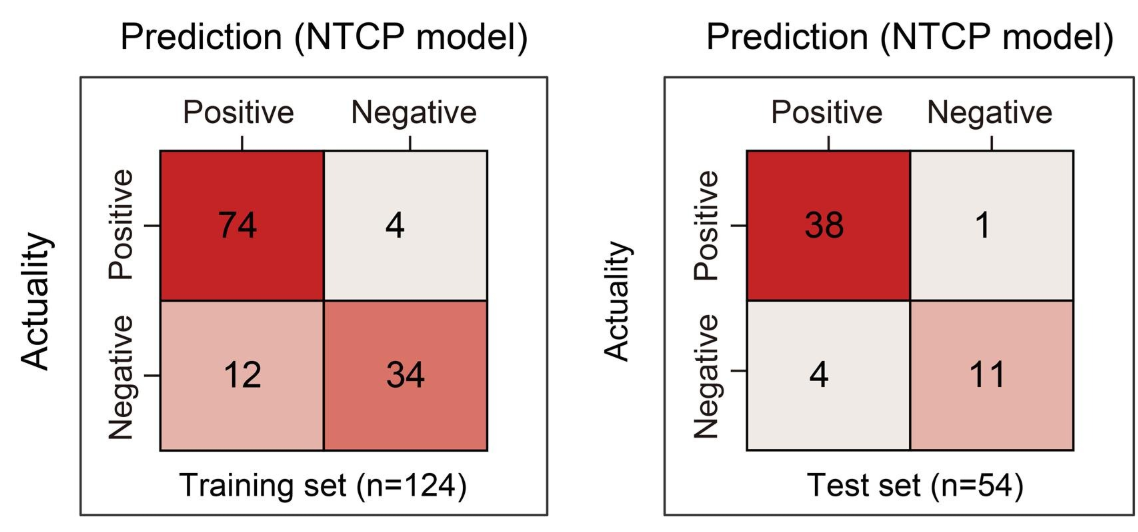 Prediction (NTCP model)
Positive Negative
Actuality
Positive
74 4
Negative
12 34
Training set (n=124)
Prediction (NTCP model)
Positive Negative
Actuality
Positive
38 1
Negative
4 11
Test set (n=54)